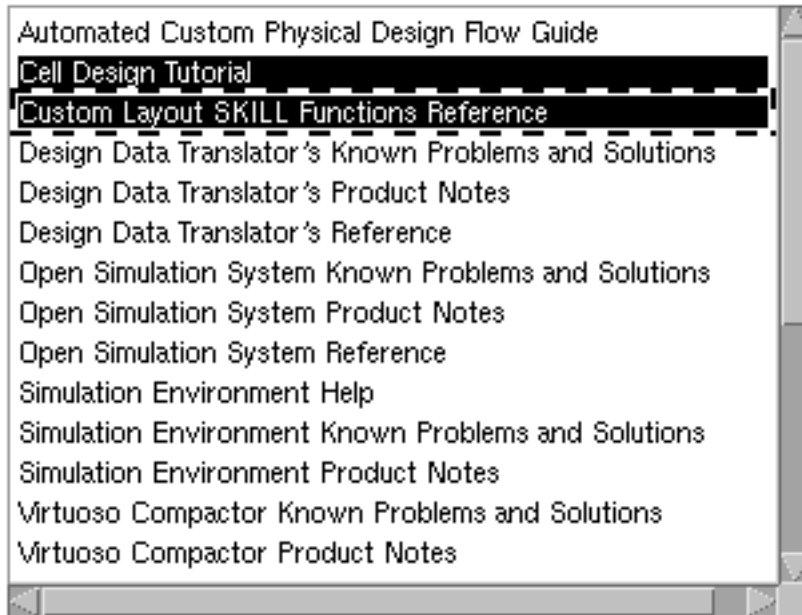 Automated Custom Physical Design Flow Guide
Cell Design Tutorial
Custom Layout SKILL Functions Reference
Design Data Translator's Known Problems and Solutions
Design Data Translator's Product Notes
Design Data Translator's Reference
Open Simulation System Known Problems and Solutions
Open Simulation System Product Notes
Open Simulation System Reference
Simulation Environment Help
Simulation Environment Known Problems and Solutions
Simulation Environment Product Notes
Virtuoso Compactor Known Problems and Solutions
Virtuoso Compactor Product Notes